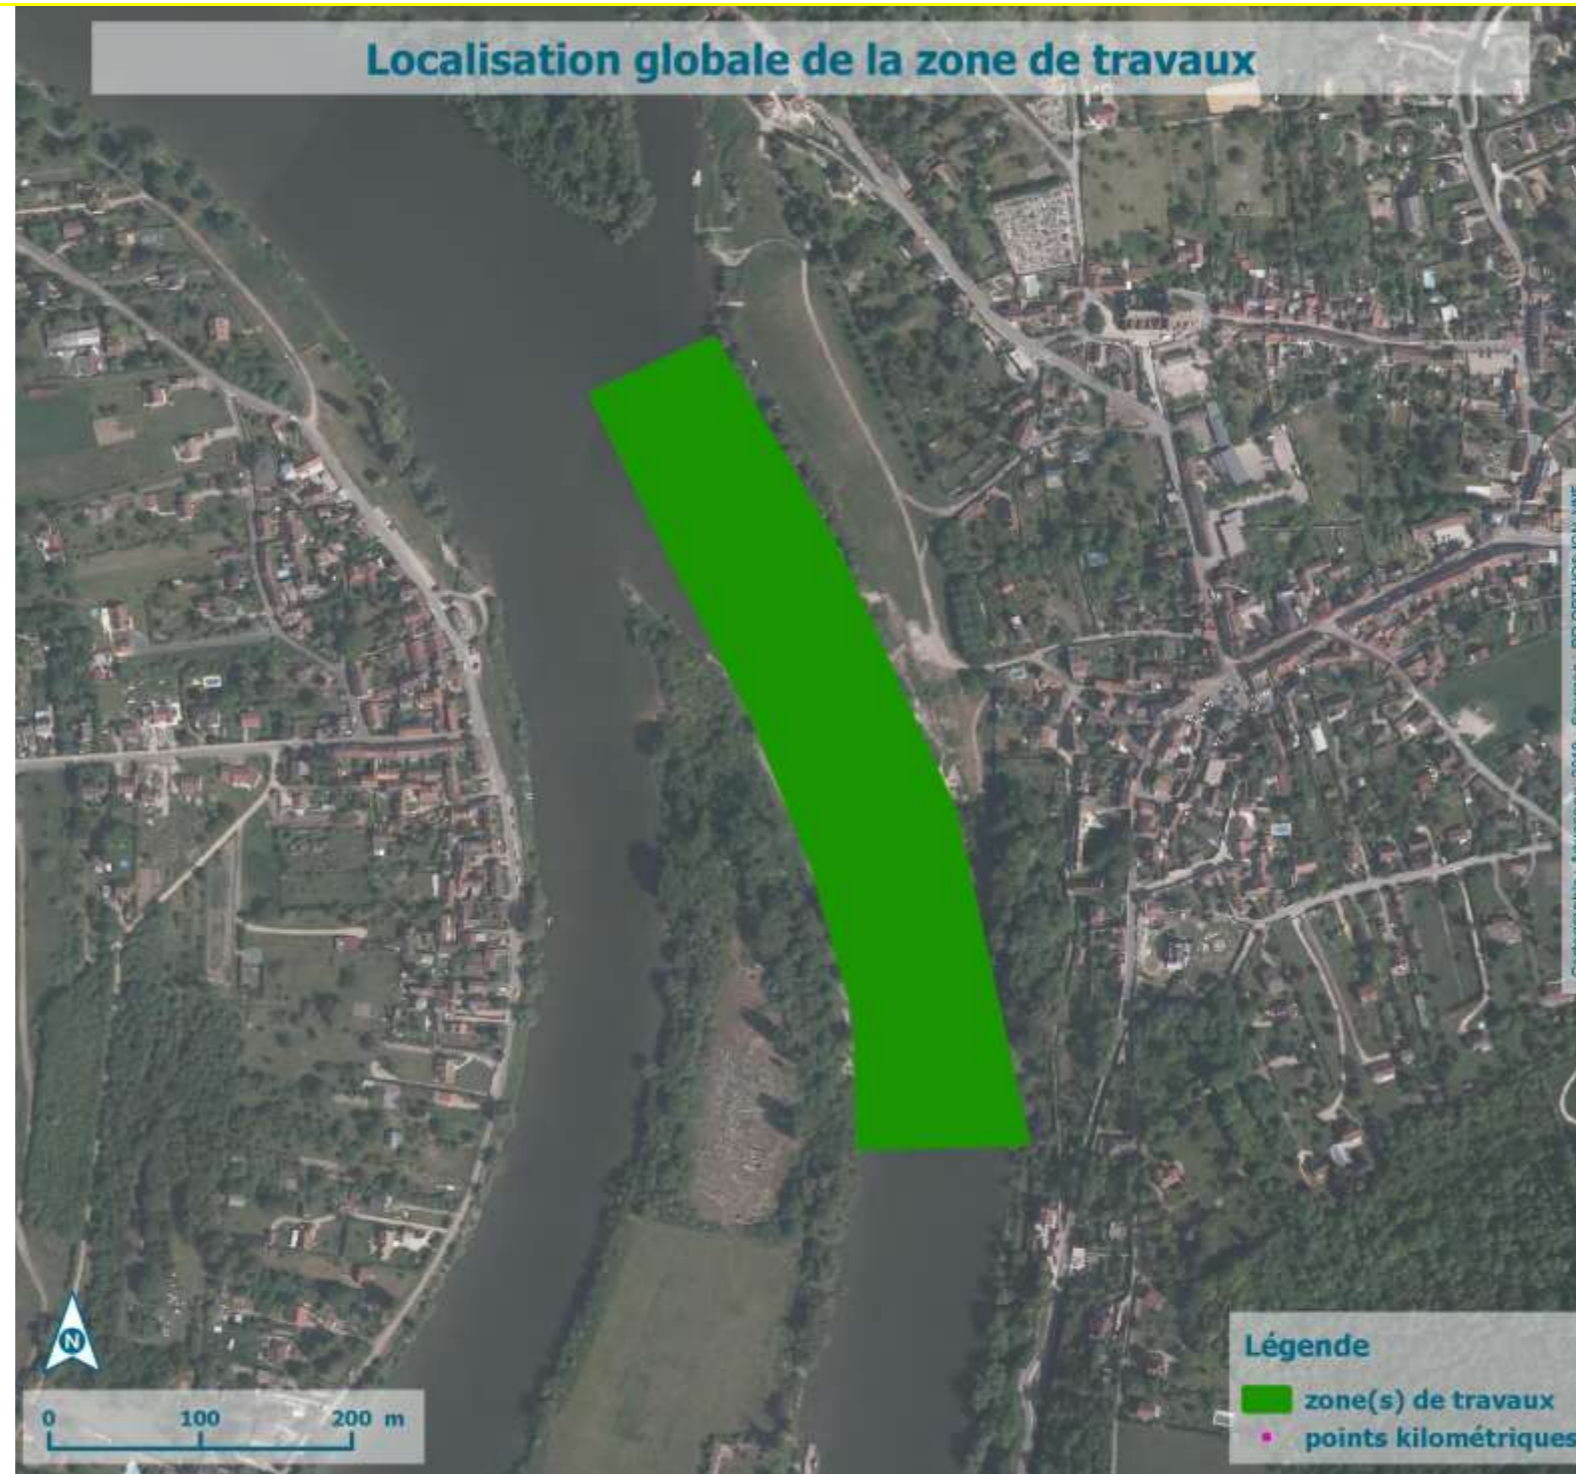 Localisation globale de la zone de travaux
N
0 100 200 m
Légende
zone(s) de travaux
points kilométriques